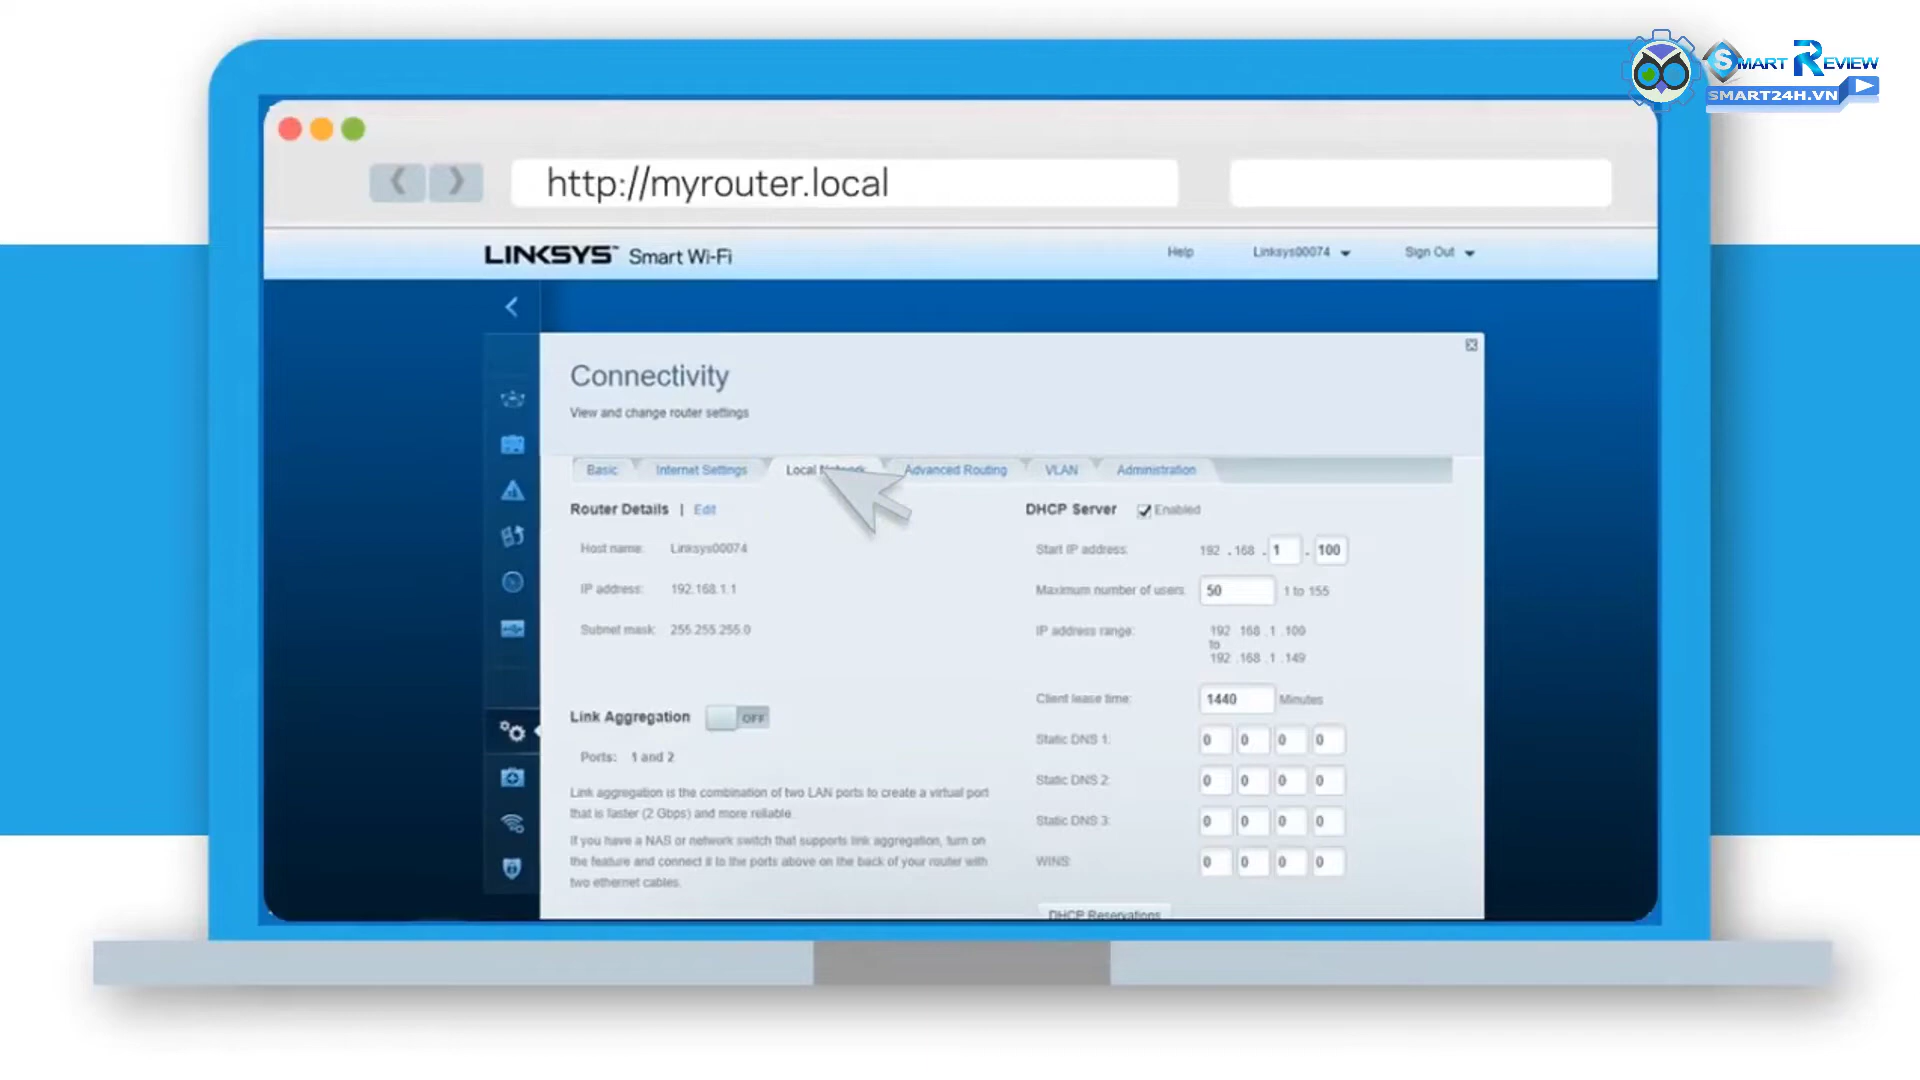 SMART REVIEW
SMART24H.VN
http://myrouter.local
LINKSYS™ Smart Wi-Fi
Help
Linksys00074
Sign Out
Connectivity
View and change router settings
Basic
Internet Settings
Local Network
Advanced Routing
VLAN
Administration
Router Details | Edit
Host name: Linksys00074
IP address: 192.168.1.1
Subnet mask: 255.255.255.0
Link Aggregation OFF
Ports: 1 and 2
Link aggregation is the combination of two LAN ports to create a virtual port
that is faster (2 Gbps) and more reliable.
If you have a NAS or network switch that supports link aggregation, turn on
the feature and connect it to the ports above on the back of your router with
two ethernet cables.
DHCP Server Enabled
Start IP address: 192 . 168 . 1 . 100
Maximum number of users: 50 1 to 155
IP address range: 192 168 . 1 .100
to
192 .168 .1 .149
Client lease time: 1440 Minutes
Static DNS 1: 0 0 0 0
Static DNS 2: 0 0 0 0
Static DNS 3: 0 0 0 0
WINS: 0 0 0 0
DHCP Reservations